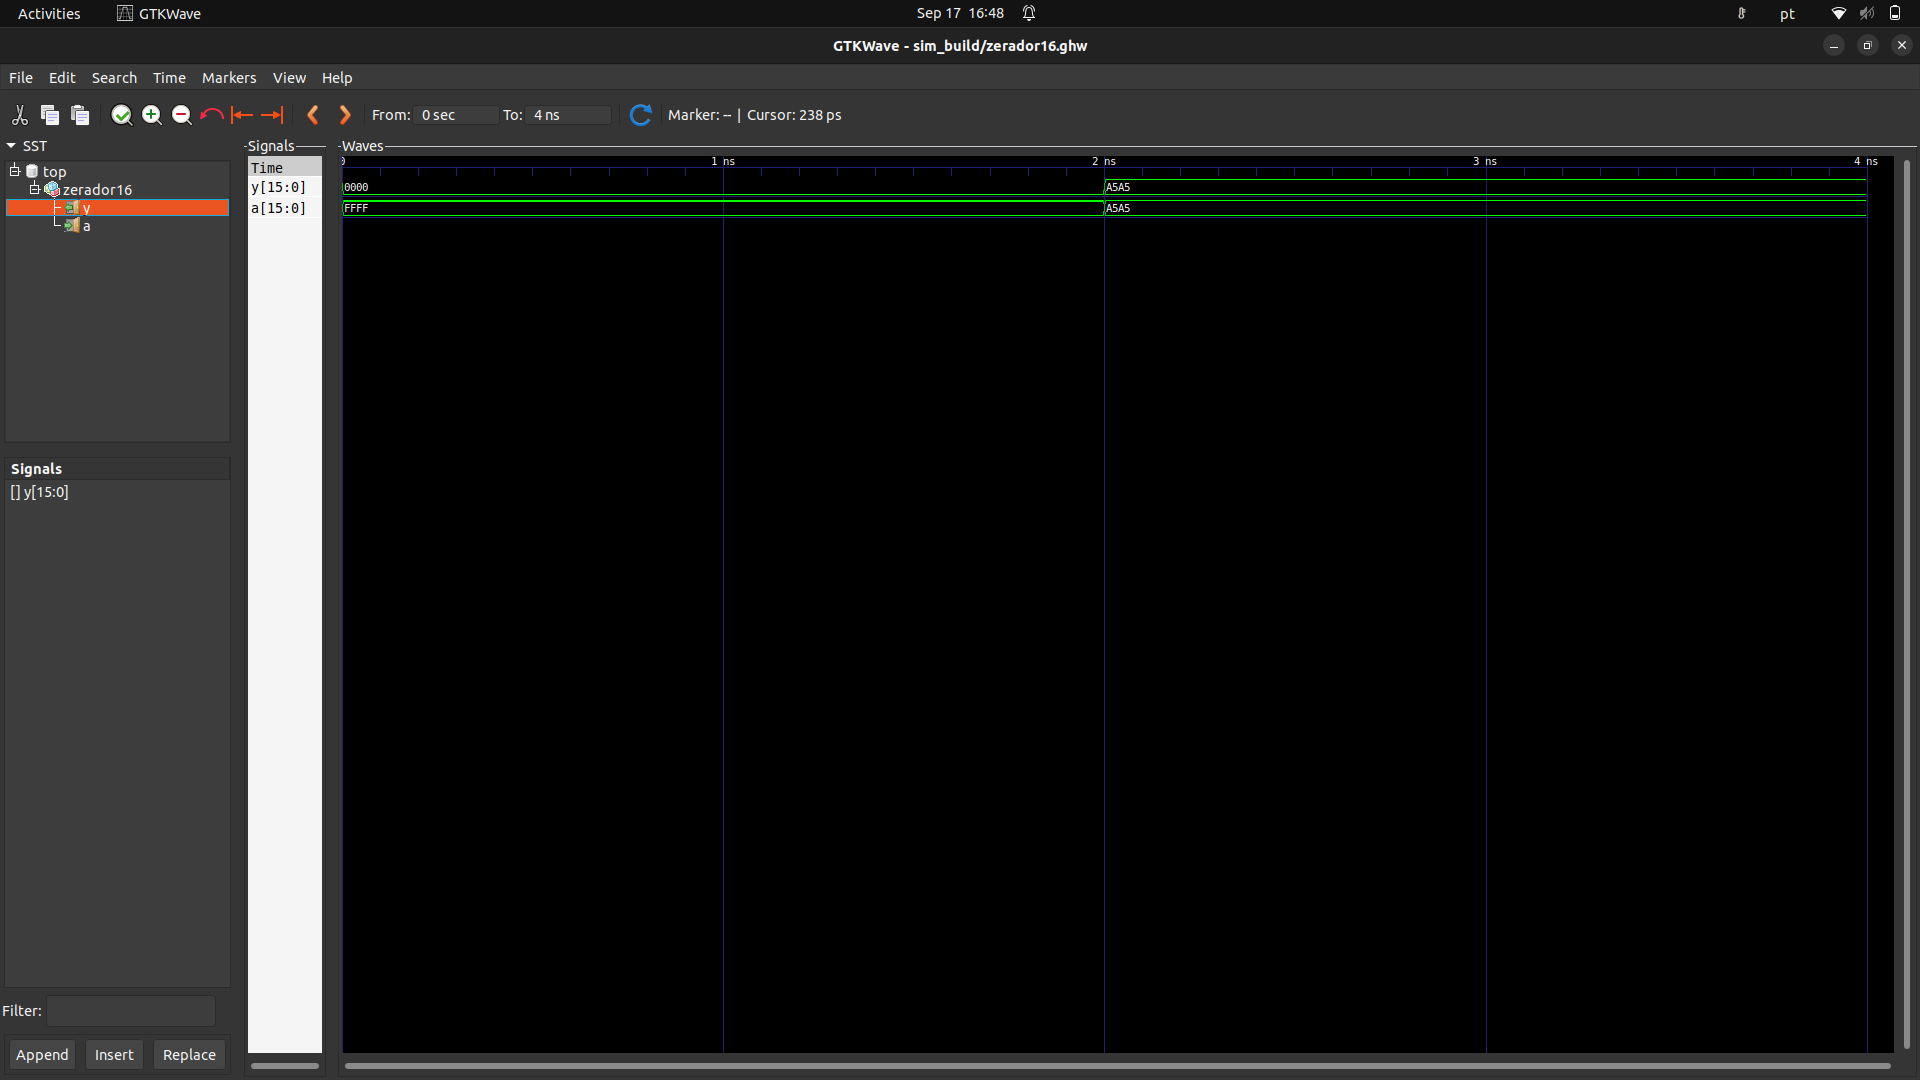 Activities GTKWave Sep 17 16:48 pt
GTKWave - sim_build/zerador16.ghw
File Edit Search Time Markers View Help
From: 0 sec To: 4 ns Marker: -- | Cursor: 238 ps
SST
top
zerador16
y
a
Signals
[] y[15:0]
Filter:
Append Insert Replace
Signals
Time
y[15:0]
a[15:0]
Waves
0 1 ns 2 ns 3 ns 4 ns
0000 A5A5
FFFF A5A5